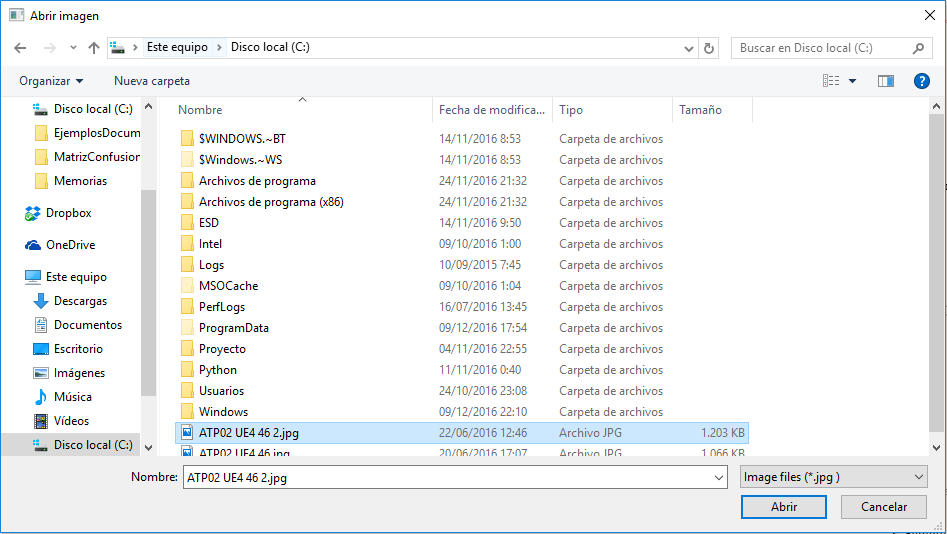 Abrir imagen
Este equipo > Disco local (C:)
Buscar en Disco local (C:)
Organizar
Nueva carpeta
Nombre Fecha de modifica... Tipo Tamaño
Disco local (C:)
EjemplosDocum
MatrizConfusion
Memorias
Dropbox
OneDrive
Este equipo
Descargas
Documentos
Escritorio
Imágenes
Música
Vídeos
Disco local (C:)
$WINDOWS.~BT 14/11/2016 8:53 Carpeta de archivos
$Windows.~WS 14/11/2016 8:53 Carpeta de archivos
Archivos de programa 24/11/2016 21:32 Carpeta de archivos
Archivos de programa (x86) 24/11/2016 21:32 Carpeta de archivos
ESD 14/11/2016 9:50 Carpeta de archivos
Intel 09/10/2016 1:00 Carpeta de archivos
Logs 10/09/2015 7:45 Carpeta de archivos
MSOCache 09/10/2016 1:04 Carpeta de archivos
PerfLogs 16/07/2016 13:45 Carpeta de archivos
ProgramData 09/12/2016 17:54 Carpeta de archivos
Proyecto 04/11/2016 22:55 Carpeta de archivos
Python 11/11/2016 0:40 Carpeta de archivos
Usuarios 24/10/2016 23:08 Carpeta de archivos
Windows 09/12/2016 22:10 Carpeta de archivos
ATP02 UE4 46 2.jpg 22/06/2016 12:46 Archivo JPG 1.203 KB
ATP02 UE4 46.jpg 20/06/2016 17:07 Archivo JPG 1.066 KB
Nombre: ATP02 UE4 46 2.jpg
Image files (*.jpg )
Abrir
Cancelar